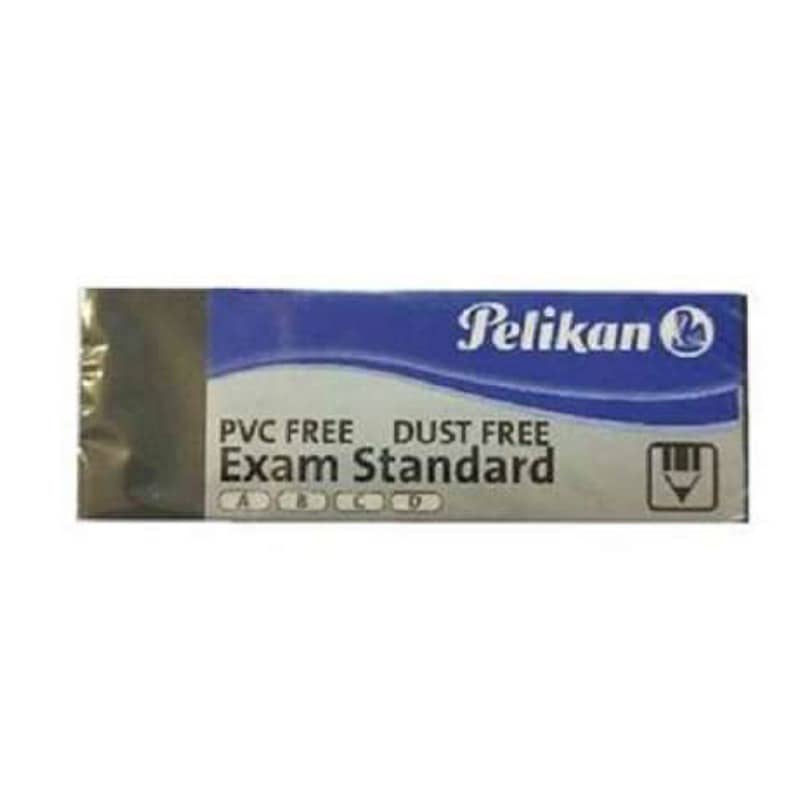 Pelikan
PVC FREE DUST FREE
Exam Standard
A B C D